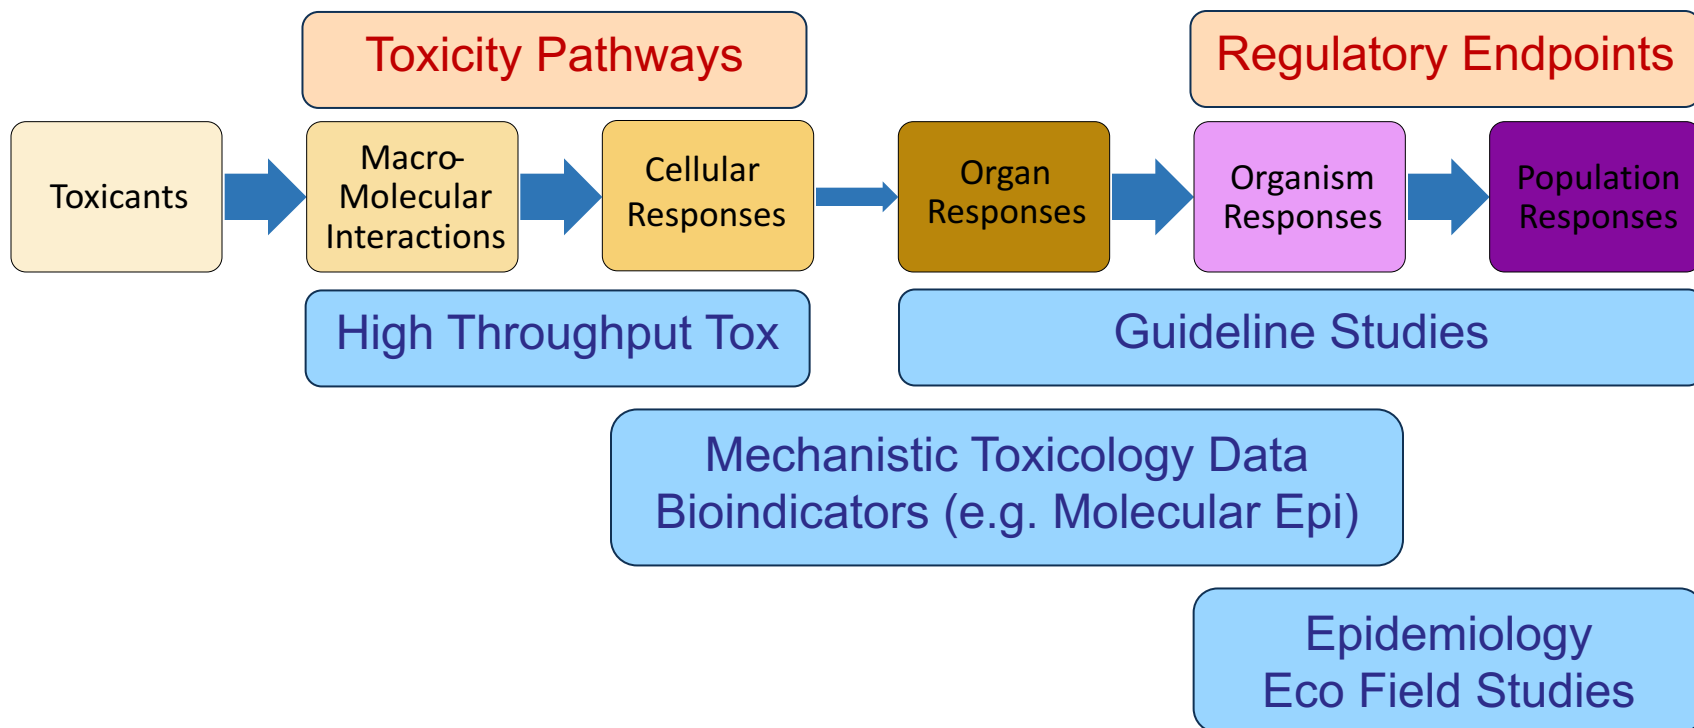 Toxicity Pathways
Regulatory Endpoints
Toxicants
Macro-
Molecular
Interactions
Cellular
Responses
Organ
Responses
Organism
Responses
Population
Responses
High Throughput Tox
Guideline Studies
Mechanistic Toxicology Data
Bioindicators (e.g. Molecular Epi)
Epidemiology
Eco Field Studies